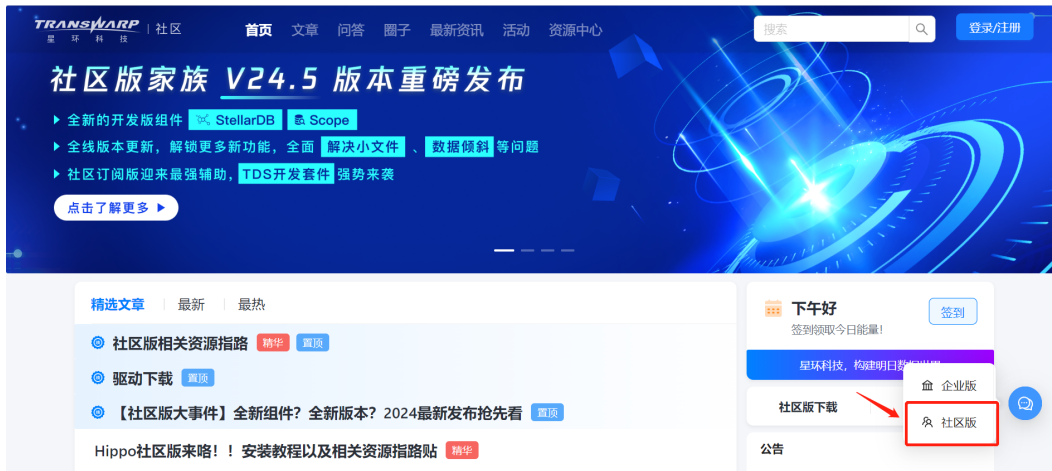 TRANSWARP
星环科技
社区
首页 文章 问答 圈子 最新资讯 活动 资源中心
搜索
登录/注册
社区版家族 V24.5 版本重磅发布
全新的开发版组件 StellarDB Scope
全线版本更新，解锁更多新功能，全面 解决小文件 、 数据倾斜 等问题
社区订阅版迎来最强辅助，TDS开发套件 强势来袭
点击了解更多
精选文章 最新 最热
社区版相关资源指路 精华 置顶
驱动下载 置顶
【社区版大事件】全新组件？全新版本？2024最新发布抢先看 置顶
Hippo社区版来咯！！安装教程以及相关资源指路贴 精华
下午好
签到领取今日能量!
签到
星环科技，构建明日数据
企业版
社区版下载
社区版
公告